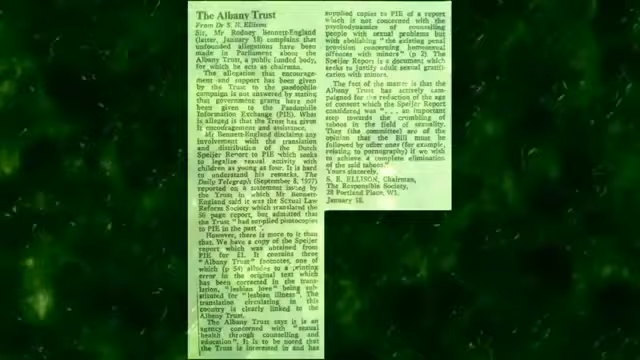 The Albany Trust
From Dr S. E. Ellison
Sir, Mr Rodney Bennett-England
(letter, January 18) complains that
unfounded allegations have been
made in Parliament about the
Albany Trust, a public funded body,
for which he acts as chairman.
The allegation that encourage-
ment and support has been given
by the Trust to the paedophile
campaign is not answered by stating
that government grants have not
been given to the Paedophile
Information Exchange (PIE). What
is alleged is that the Trust has given
it encouragement and assistance.
Mr Bennett-England disclaims any
involvement with the translation
and distribution of the Dutch
Speijer Report to PIE which seeks
to legalise sexual activity with
children as young as four. It is hard
to understand his remarks. The
Daily Telegraph (September 8, 1977)
reported on a statement issued by
the Trust in which Mr Bennett-
England said it was the Sexual Law
Reform Society which translated the
56 page report, but admitted that
the Trust "had supplied photocopies
to PIE in the past".
However, there is more to it than
that. We have a copy of the Speijer
report which was obtained from
PIE for £1. It contains three
"Albany Trust" footnotes, one of
which (p 54) alludes to a printing
error in the original text which
has been corrected in the trans-
lation, "lesbian love" being sub-
stituted for "lesbian illness". The
translation circulating in this
country is clearly linked to the
Albany Trust.
The Albany Trust says it is an
agency concerned with "sexual
health through counselling and
education". It is to be noted that
the Trust is interested in and has
supplied copies to PIE of a report
which is not concerned with the
psychodynamics of counselling
people with sexual problems but
with abolishing "the existing penal
provision concerning homosexual
offences with minors" (p 2). The
Speijer Report is a document which
seeks to justify adult sexual gratifi-
cation with minors.
The fact of the matter is that the
Albany Trust has actively cam-
paigned for the reduction of the age
of consent which the Speijer Report
considered was ". . . an important
step towards the crumbling of
taboos in the field of sexuality.
They (the committee) are of the
opinion that the Bill must be
followed by other ones (for example,
relating to pornography) if we wish
to achieve a complete elimination
of the said taboos."
Yours sincerely,
S. E. ELLISON, Chairman,
The Responsible Society,
28 Portland Place, W1.
January 18.